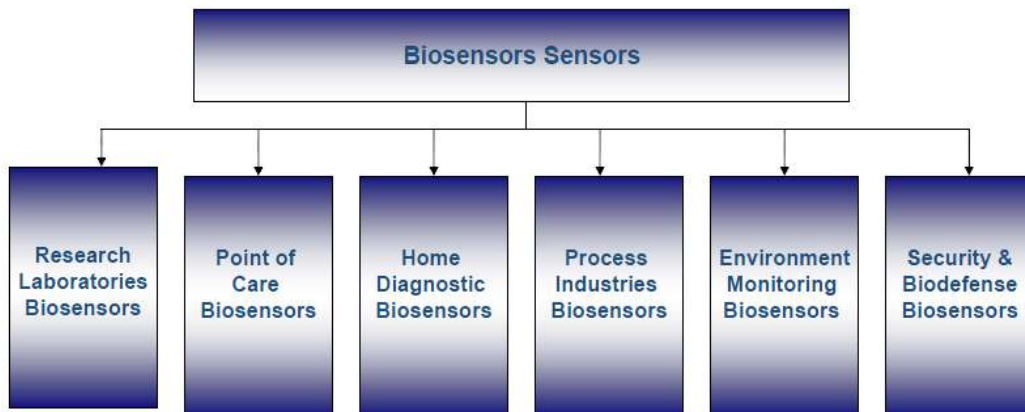 Biosensors Sensors
Research
Laboratories
Biosensors
Point of
Care
Biosensors
Home
Diagnostic
Biosensors
Process
Industries
Biosensors
Environment
Monitoring
Biosensors
Security &
Biodefense
Biosensors